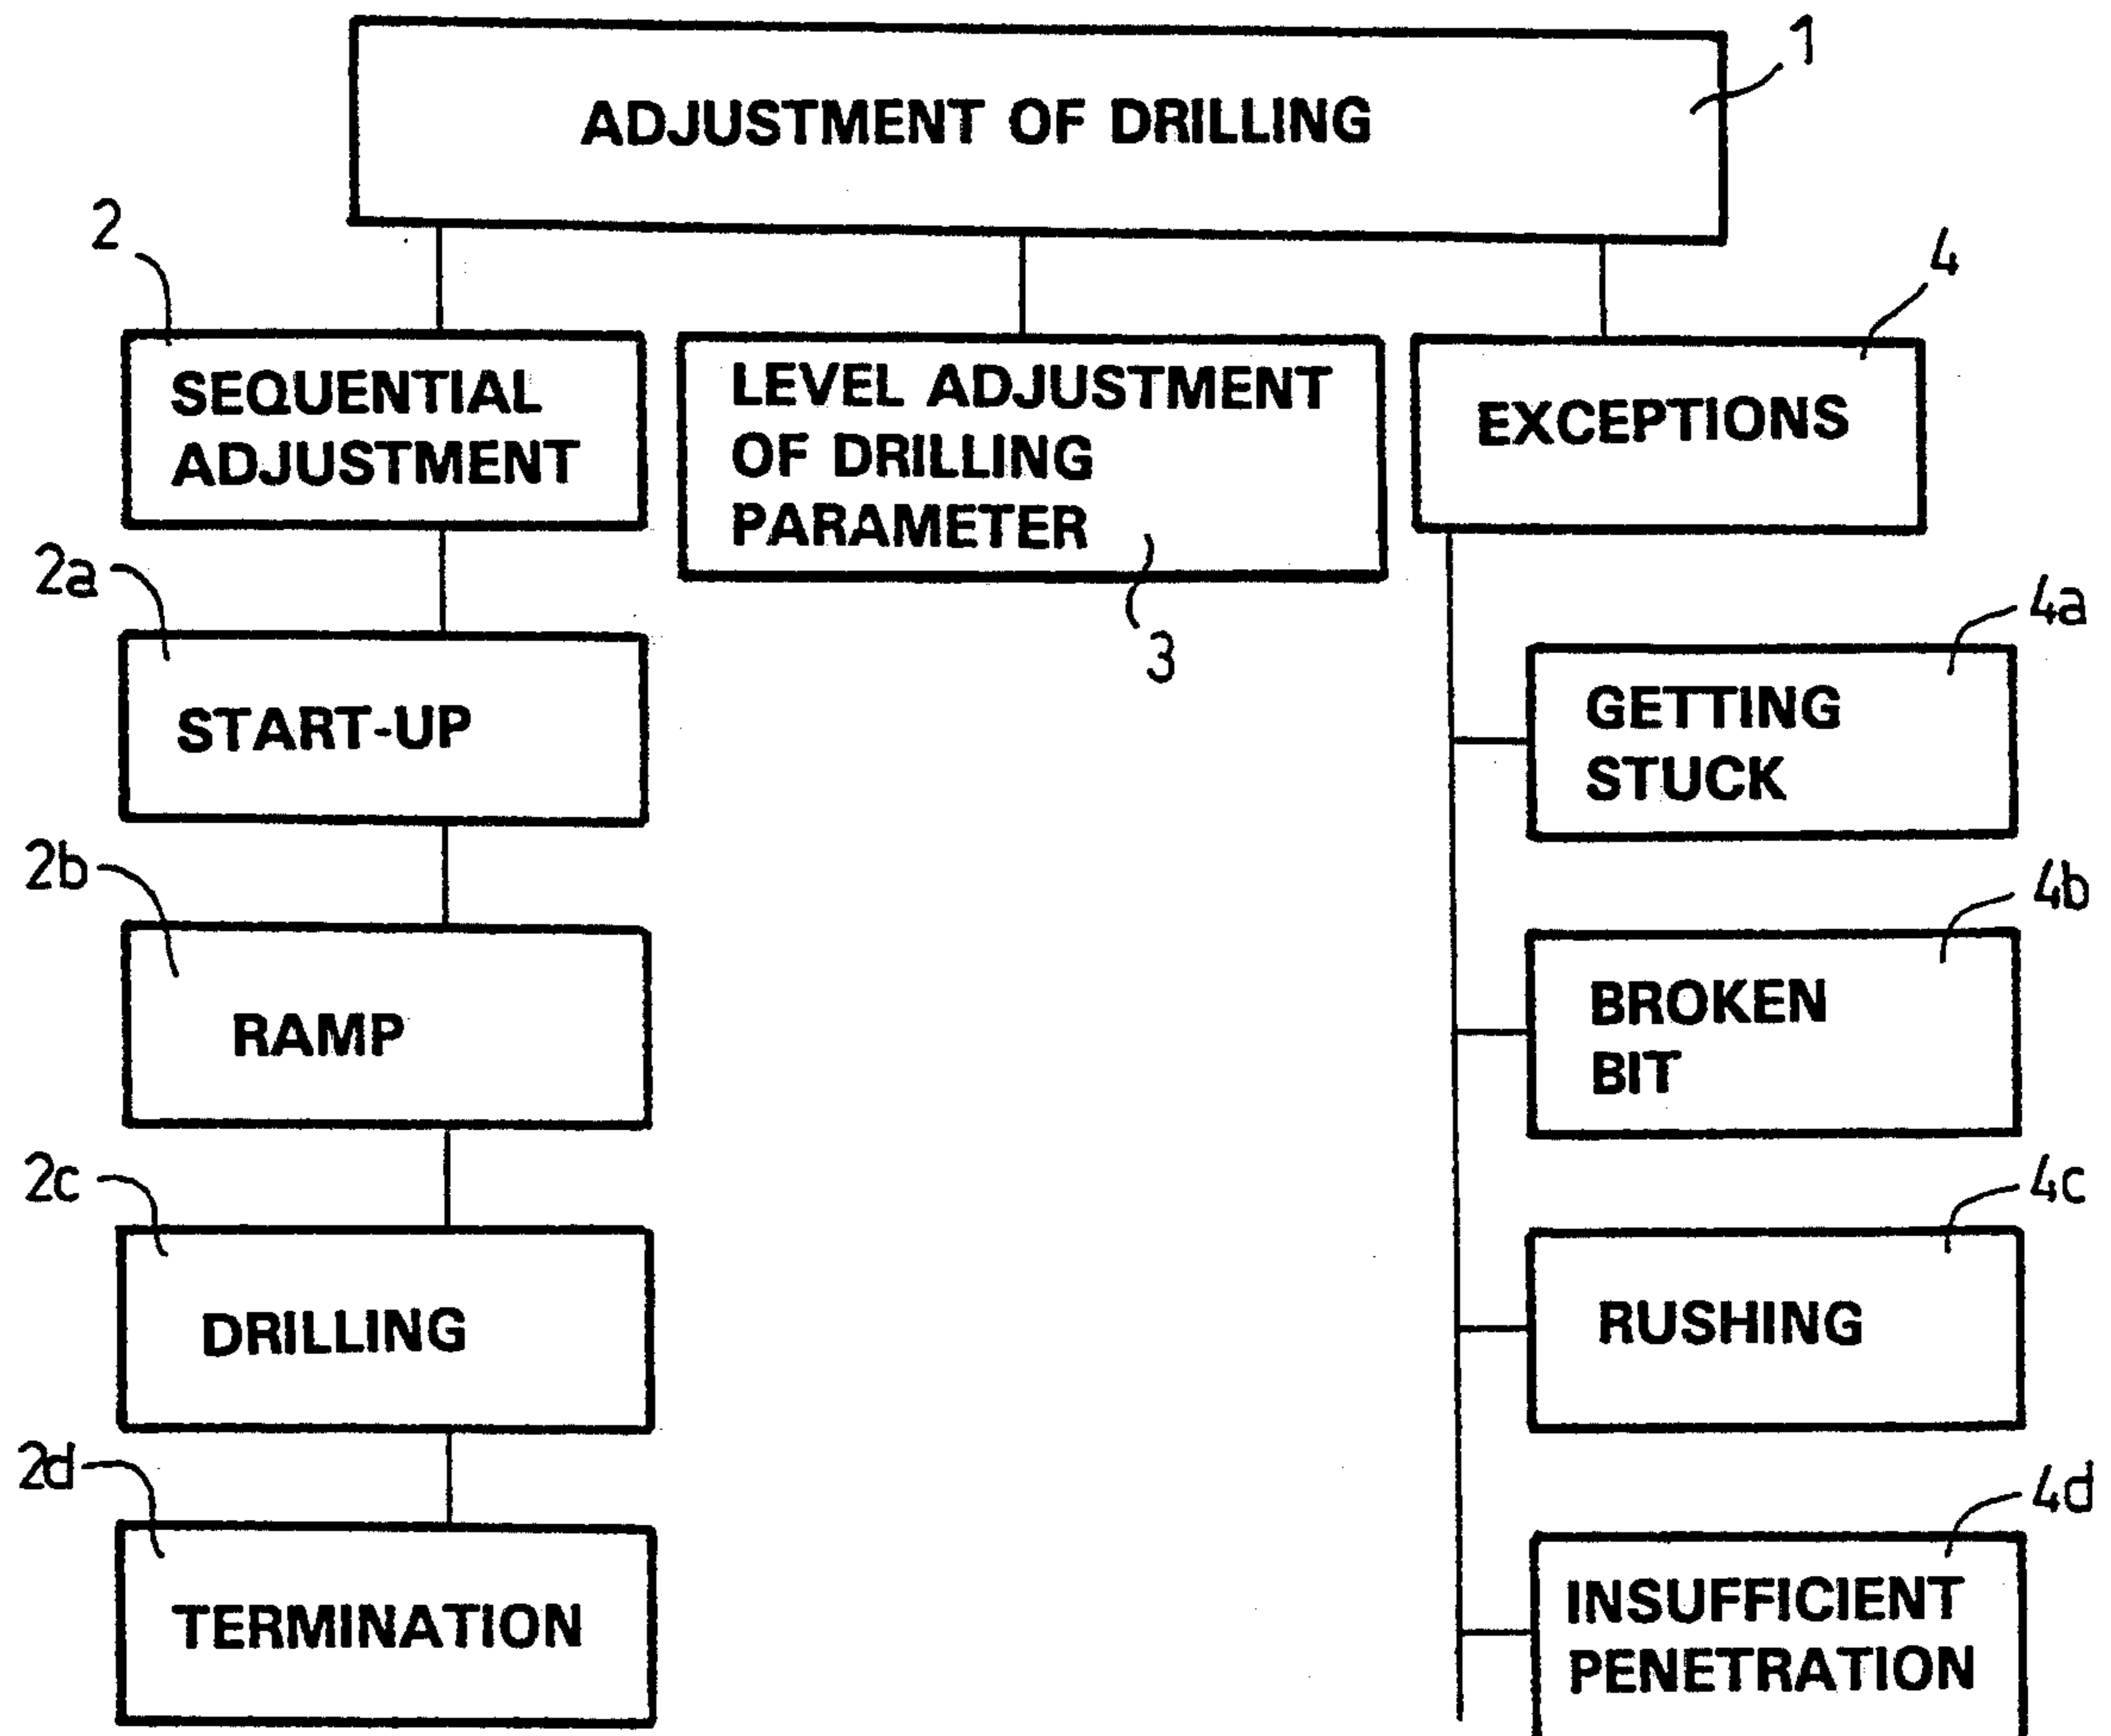 1
ADJUSTMENT OF DRILLING
2
4
SEQUENTIAL
ADJUSTMENT
LEVEL ADJUSTMENT
OF DRILLING
PARAMETER
EXCEPTIONS
3
2a
START-UP
2b
RAMP
2c
DRILLING
2d
TERMINATION
4a
GETTING
STUCK
4b
BROKEN
BIT
4c
RUSHING
4d
INSUFFICIENT
PENETRATION